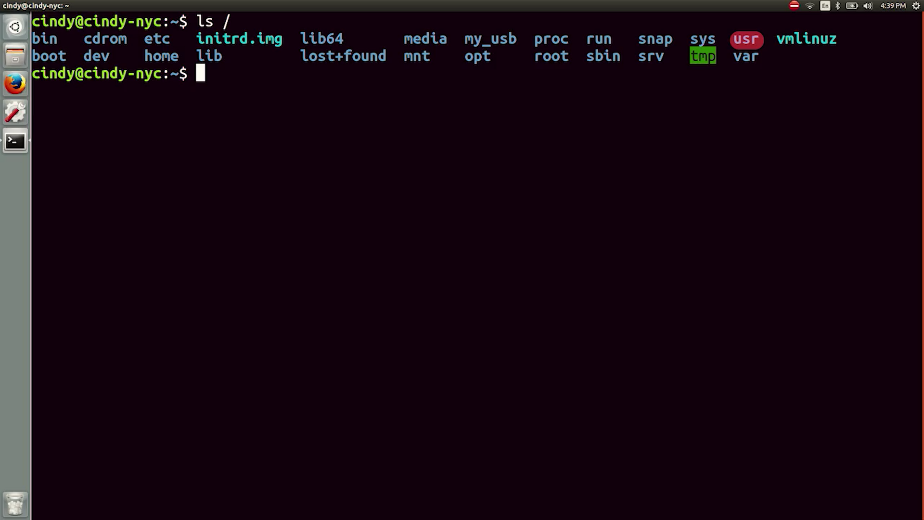 cindy@cindy-nyc: ~
En
4:39 PM
cindy@cindy-nyc:~$ ls /
bin cdrom etc initrd.img lib64 media my_usb proc run snap sys usr vmlinuz
boot dev home lib lost+found mnt opt root sbin srv tmp var
cindy@cindy-nyc:~$